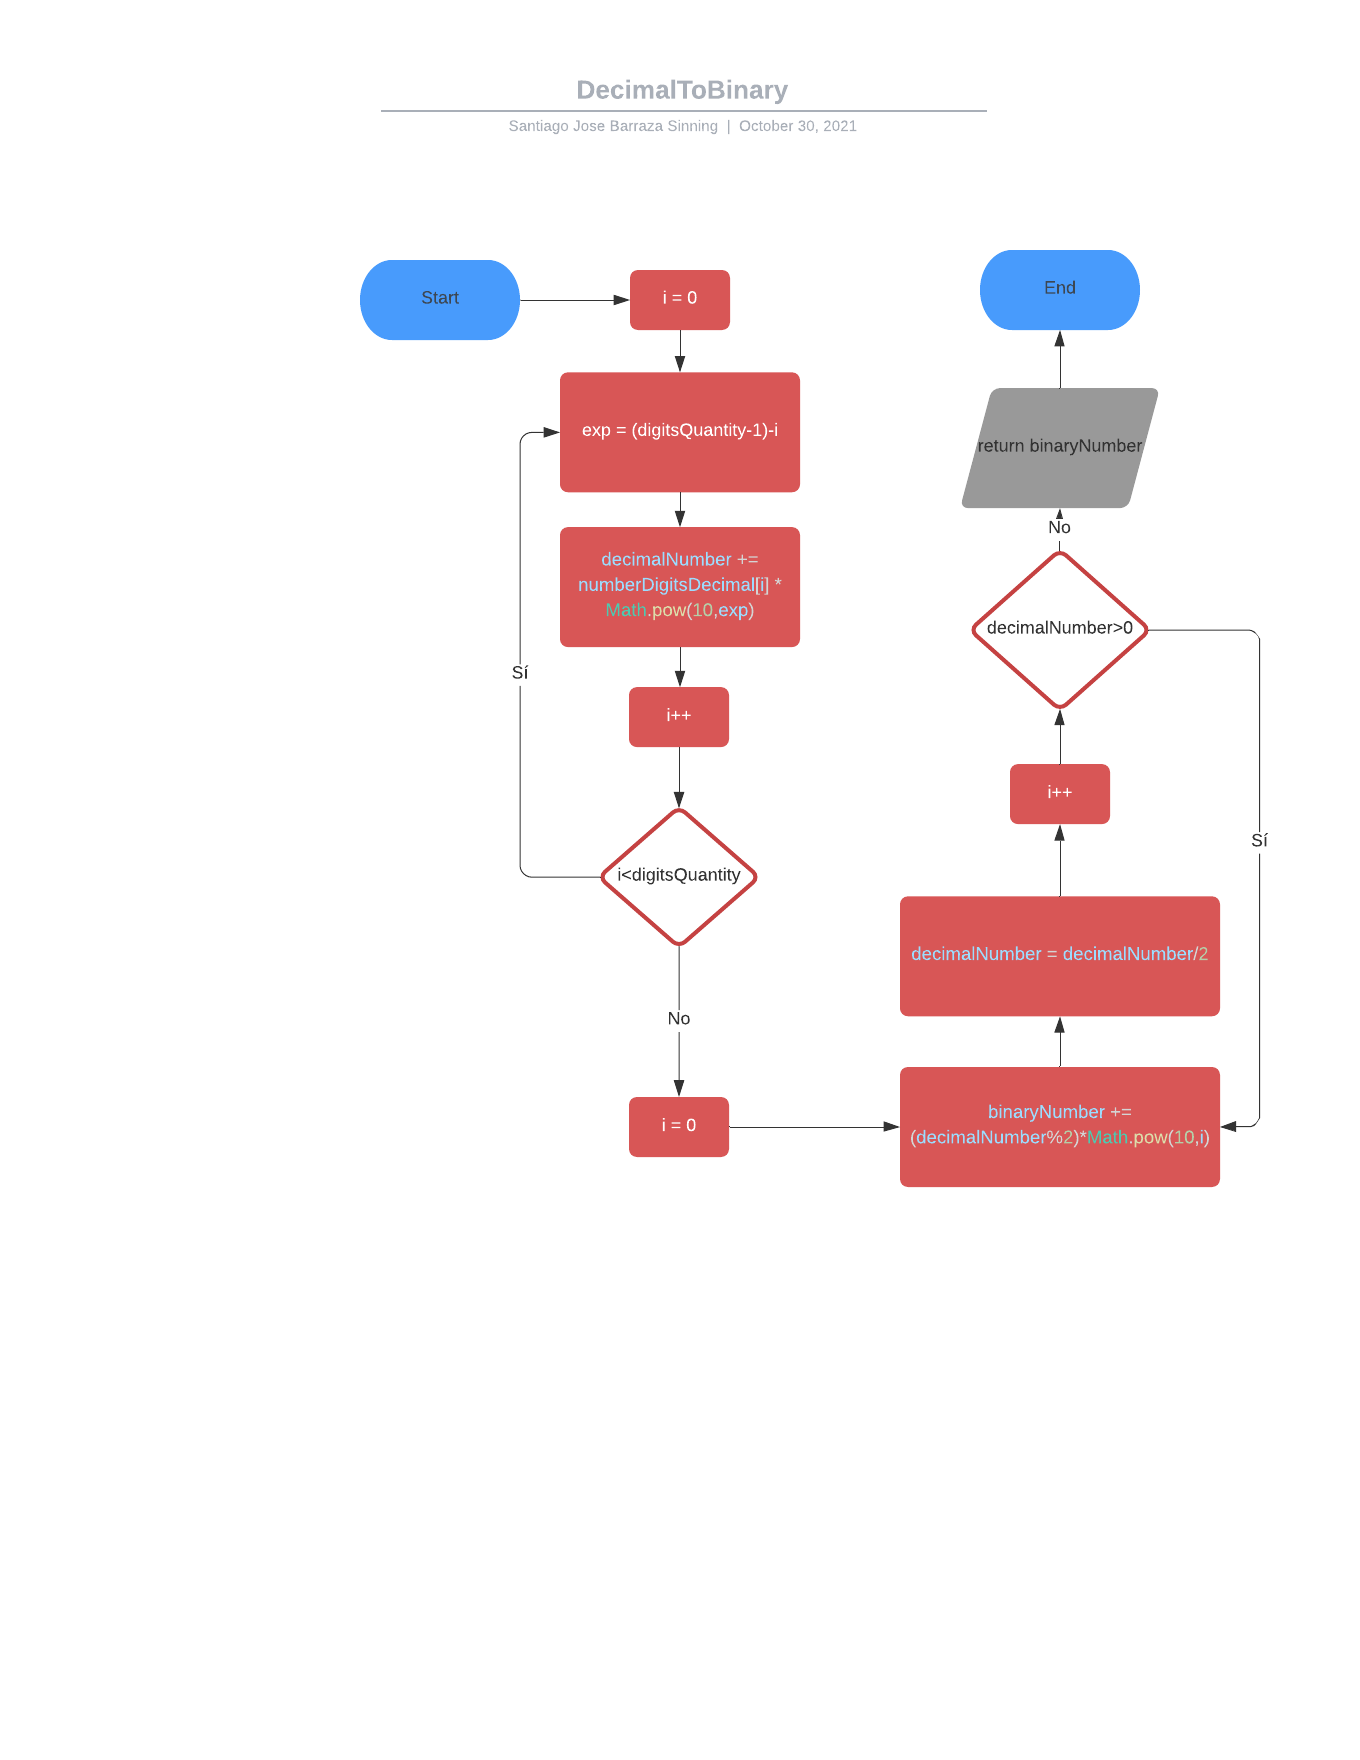 DecimalToBinary
Santiago Jose Barraza Sinning | October 30, 2021
Start
i = 0
exp = (digitsQuantity-1)-i
decimalNumber +=
numberDigitsDecimal[i] *
Math.pow(10,exp)
i++
Sí
i<digitsQuantity
No
i = 0
binaryNumber +=
(decimalNumber%2)*Math.pow(10,i)
decimalNumber = decimalNumber/2
i++
Sí
decimalNumber>0
No
return binaryNumber
End